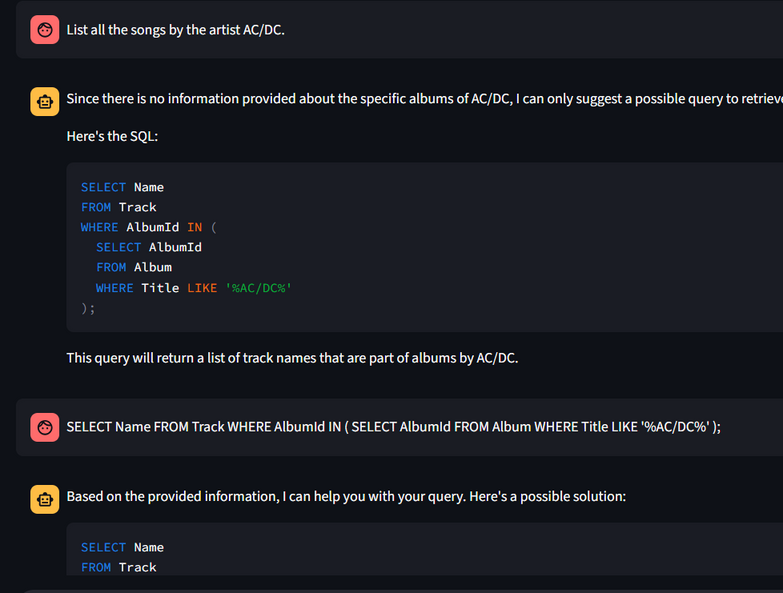 List all the songs by the artist AC/DC.
Since there is no information provided about the specific albums of AC/DC, I can only suggest a possible query to
Here's the SQL:
SELECT Name
FROM Track
WHERE AlbumId IN (
SELECT AlbumId
FROM Album
WHERE Title LIKE '%AC/DC%'
);
This query will return a list of track names that are part of albums by AC/DC.
SELECT Name FROM Track WHERE AlbumId IN ( SELECT AlbumId FROM Album WHERE Title LIKE '%AC/DC%' );
Based on the provided information, I can help you with your query. Here's a possible solution:
SELECT Name
FROM Track